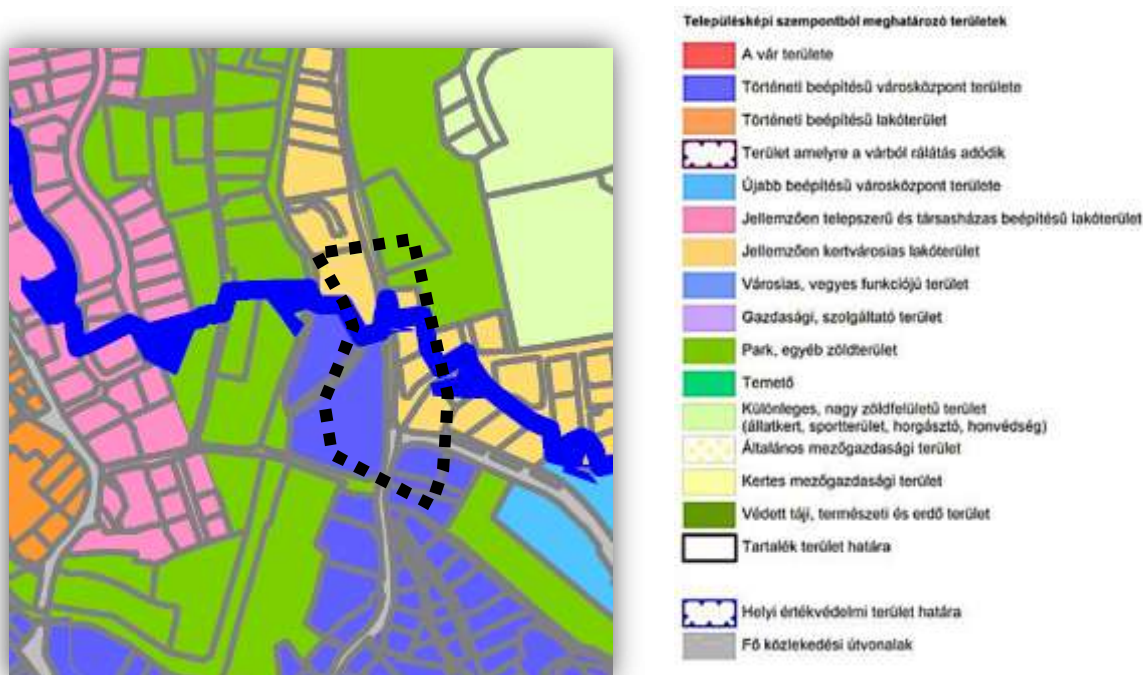 Településképi szempontból meghatározó területek
A vár területe
Történeti beépítésű városközpont területe
Történeti beépítésű lakóterület
Terület amelyre a várból rálátás adódik
Újabb beépítésű városközpont területe
Jellemzően telepszerű és társasházas beépítésű lakóterület
Jellemzően kertvárosias lakóterület
Városias, vegyes funkciójú terület
Gazdasági, szolgáltató terület
Park, egyéb zöldterület
Temető
Különleges, nagy zöldfelületű terület
(állatkert, sportterület, horgásztó, honvédség)
Általános mezőgazdasági terület
Kertes mezőgazdasági terület
Védett táji, természeti és erdő terület
Tartalék terület határa
Helyi értékvédelmi terület határa
Fő közlekedési útvonalak